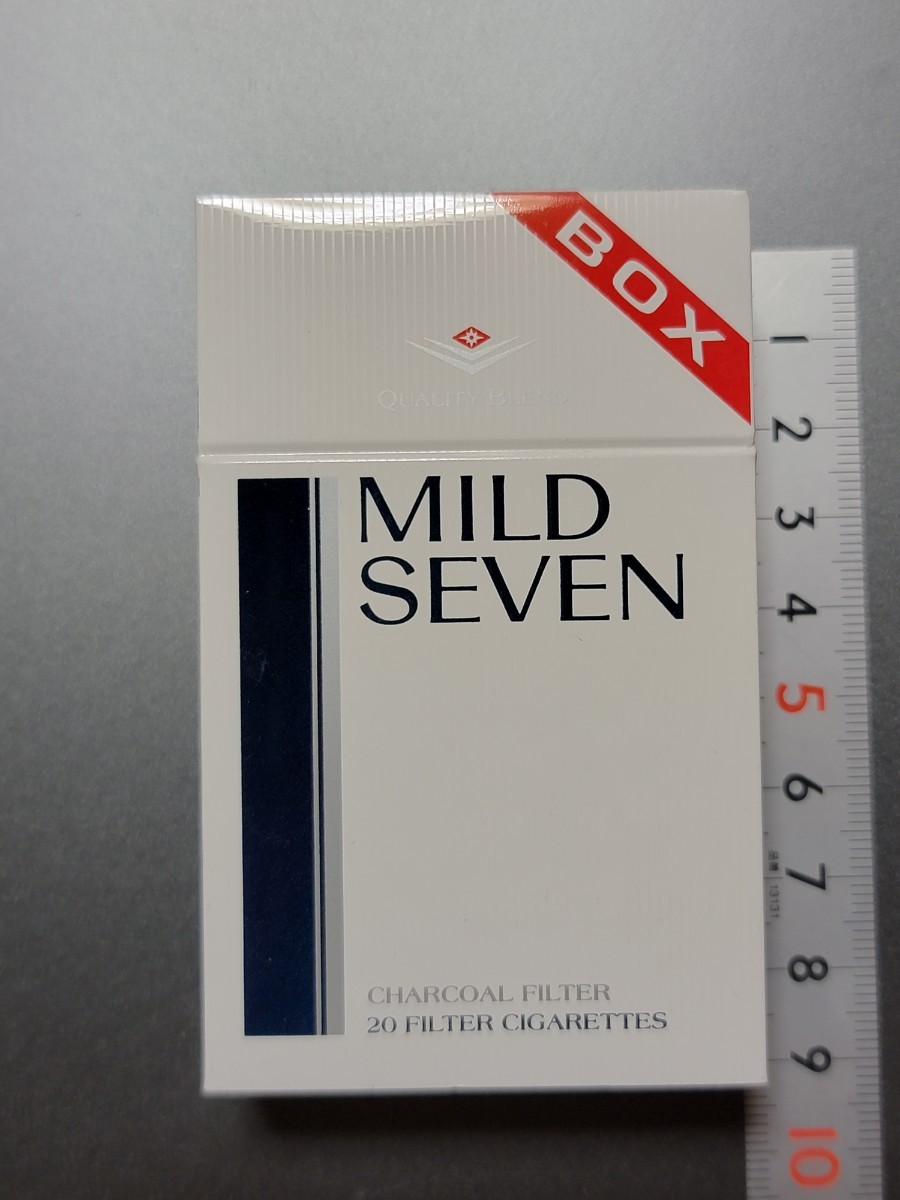 BOX
QUALITY BLEND
MILD
SEVEN
CHARCOAL FILTER
20 FILTER CIGARETTES
1
2
3
4
5
6
7
8
9
10
13131